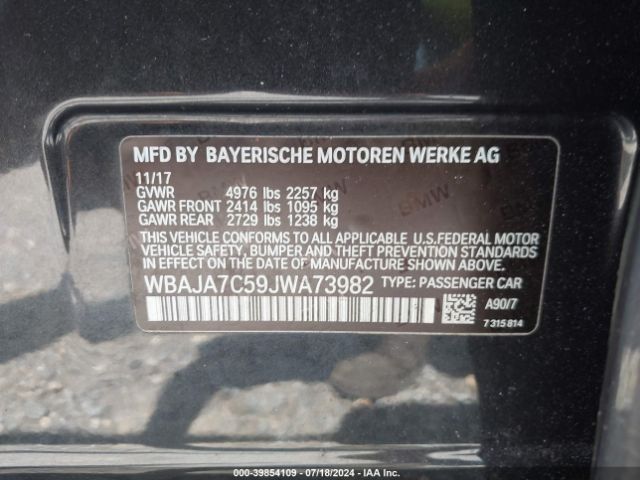 MFD BY BAYERISCHE MOTOREN WERKE AG
11/17
GVWR 4976 lbs 2257 kg
GAWR FRONT 2414 lbs 1095 kg
GAWR REAR 2729 lbs 1238 kg
THIS VEHICLE CONFORMS TO ALL APPLICABLE U.S.FEDERAL MOTOR
VEHICLE SAFETY, BUMPER, AND THEFT PREVENTION STANDARDS
IN EFFECT ON THE DATE OF MANUFACTURE SHOWN ABOVE.
WBAJA7C59JWA73982 TYPE: PASSENGER CAR
A90/7
7 315 814
000-39854109 - 07/18/2024 - IAA Inc.